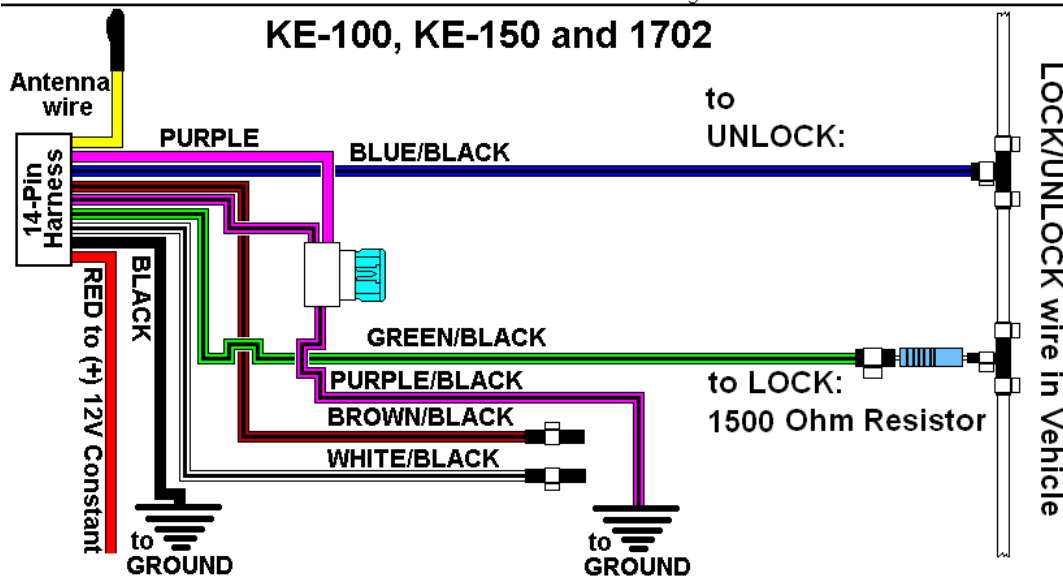 KE-100, KE-150 and 1702
Antenna
wire
to
UNLOCK:
PURPLE
BLUE/BLACK
14-Pin
Harness
LOCK/UNLOCK wire in Vehicle
BLACK
RED to (+) 12V Constant
GREEN/BLACK
PURPLE/BLACK
to LOCK:
1500 Ohm Resistor
BROWN/BLACK
WHITE/BLACK
to
GROUND
to
GROUND